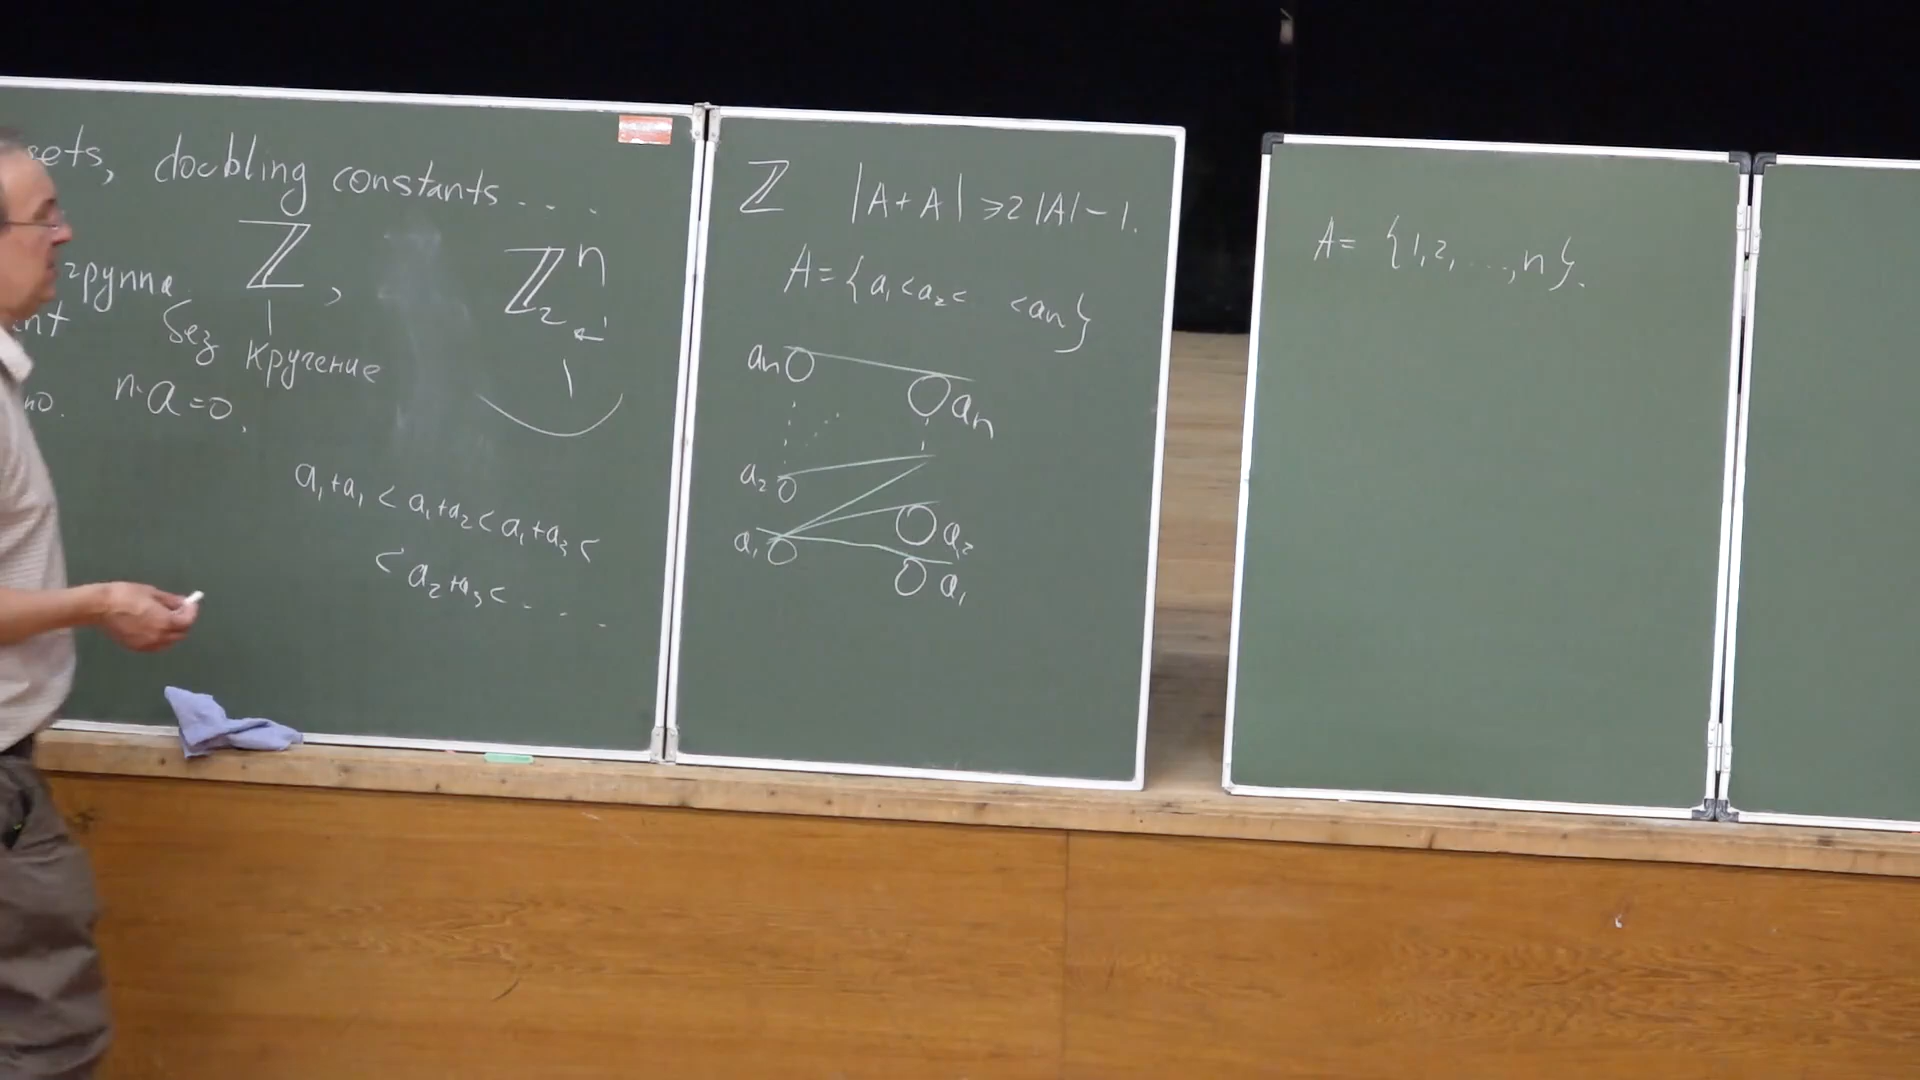 sets, doubling constants....
группа ℤ, ℤ₂ⁿ
без кручение
n·a=0,
a₁+a₁ < a₁+a₂ < a₁+a₃ <
< a₂+a₃ < ...
ℤ |A+A| ⩾ 2|A|-1.
A={a₁<a₂< <aₙ}
aₙ
aₙ
a₂
a₂
a₁
a₁
A= {1,2,...,n}.